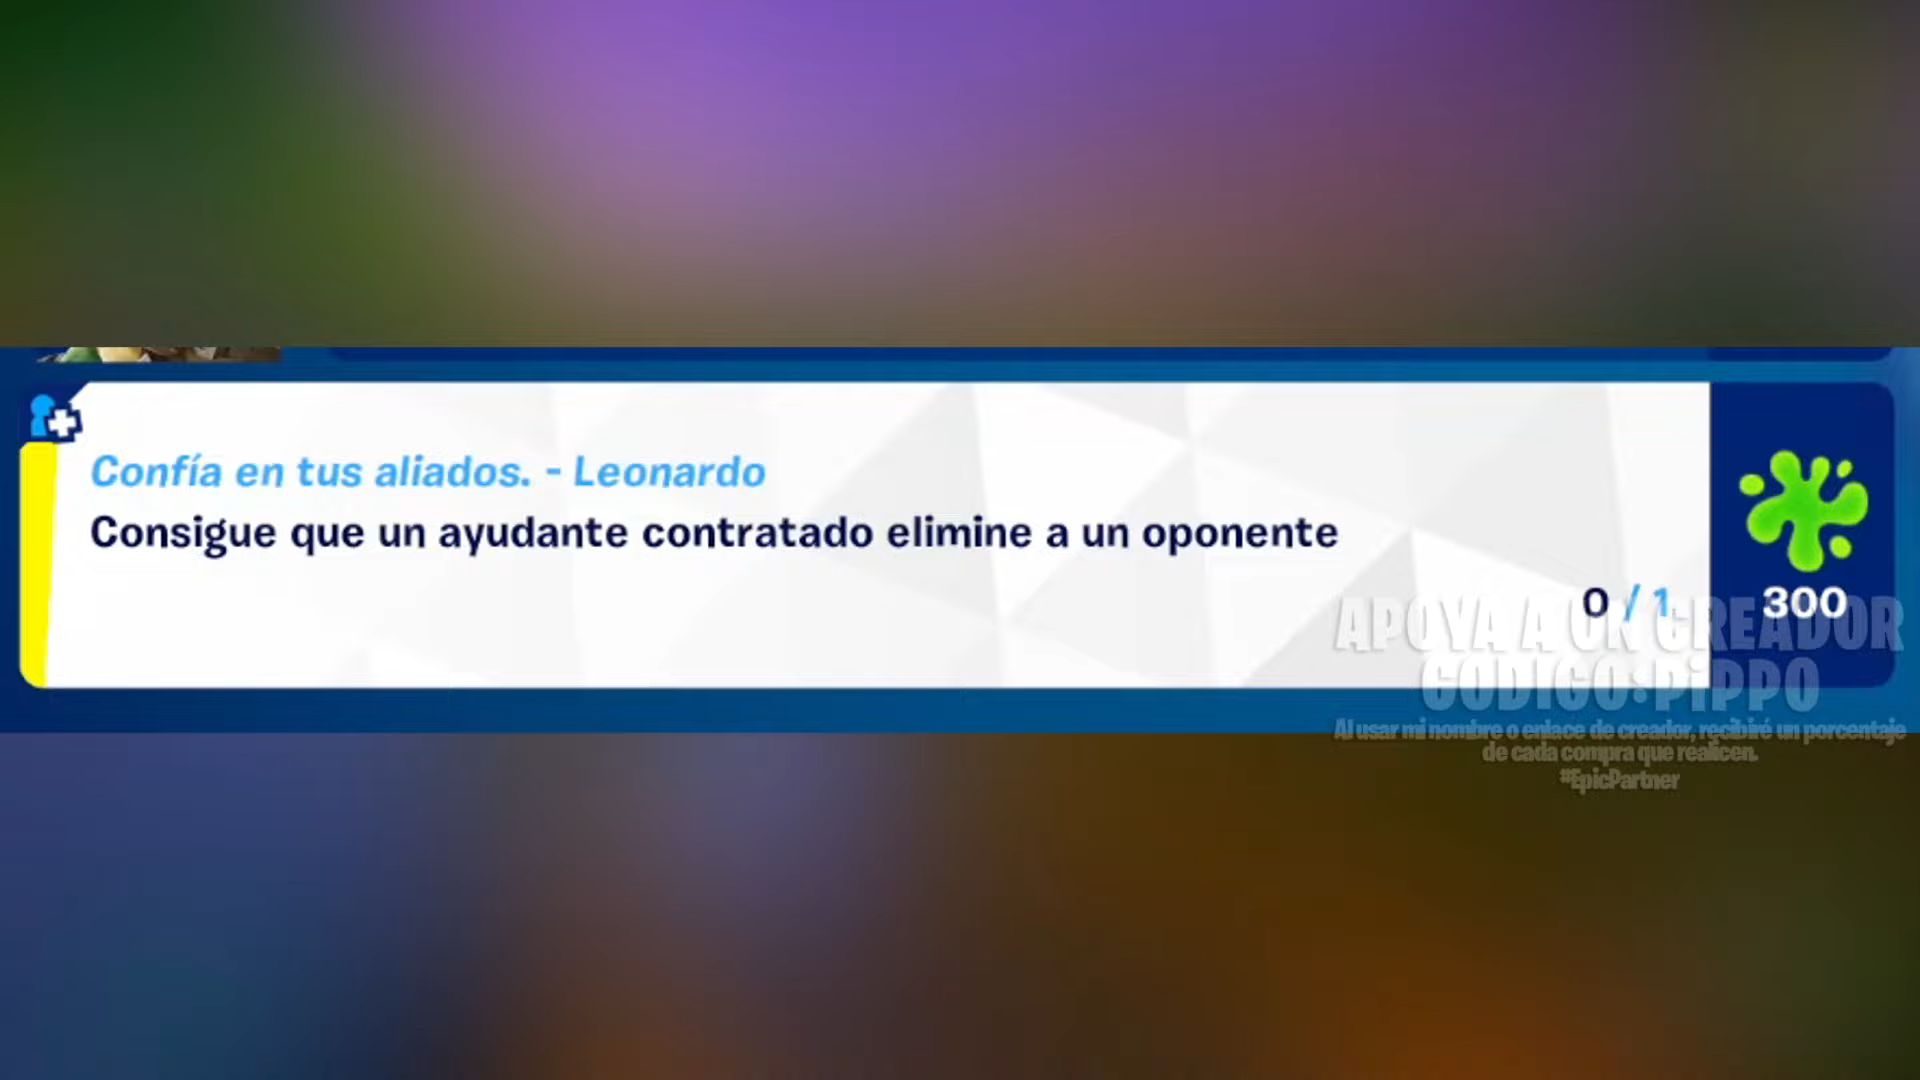 Confía en tus aliados. - Leonardo
Consigue que un ayudante contratado elimine a un oponente
0 / 1
300
APOYA A UN CREADOR
CODIGO:PiPPO
Al usar mi nombre o enlace de creador, recibiré un porcentaje
de cada compra que realicen.
#EpicPartner